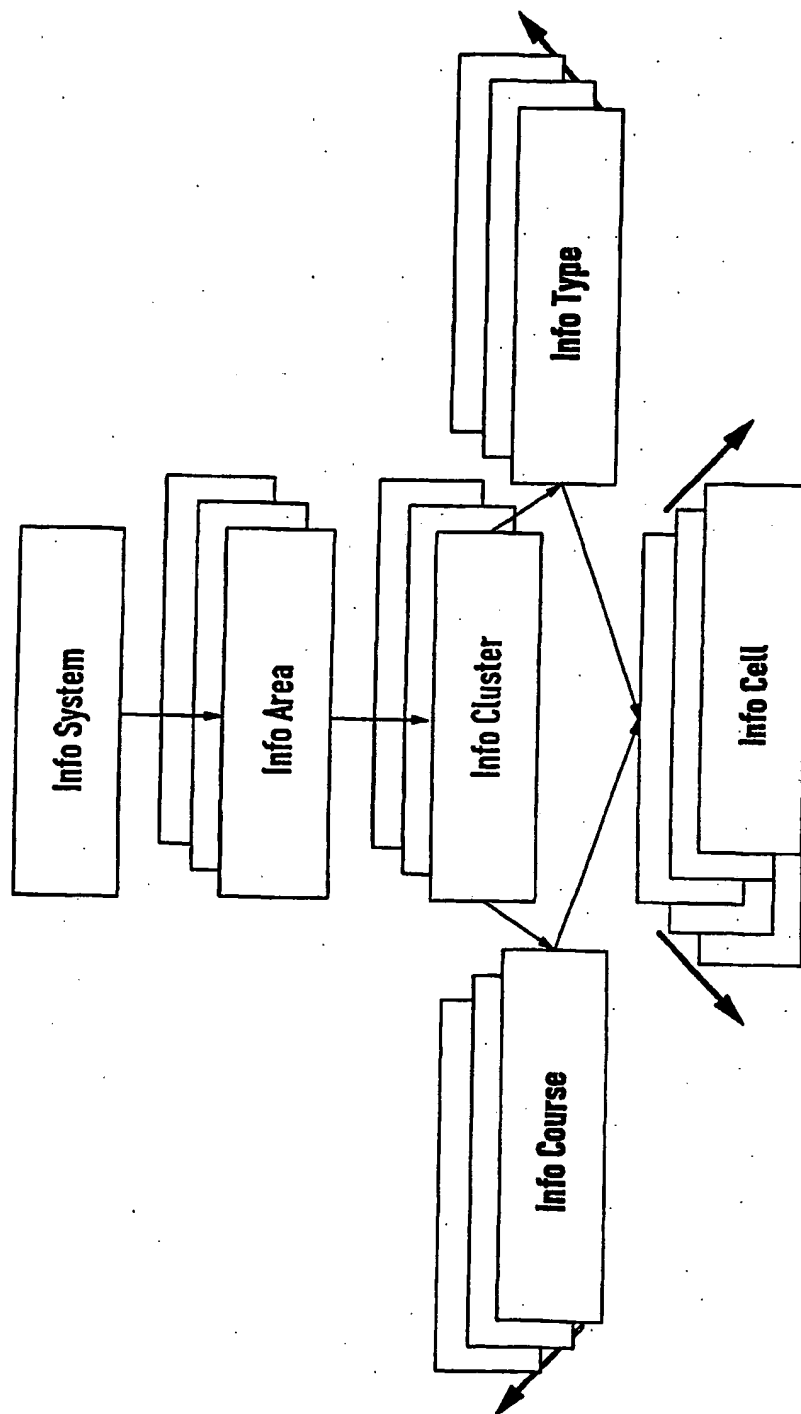 Info System
Info Area
Info Cluster
Info Course
Info Type
Info Cell